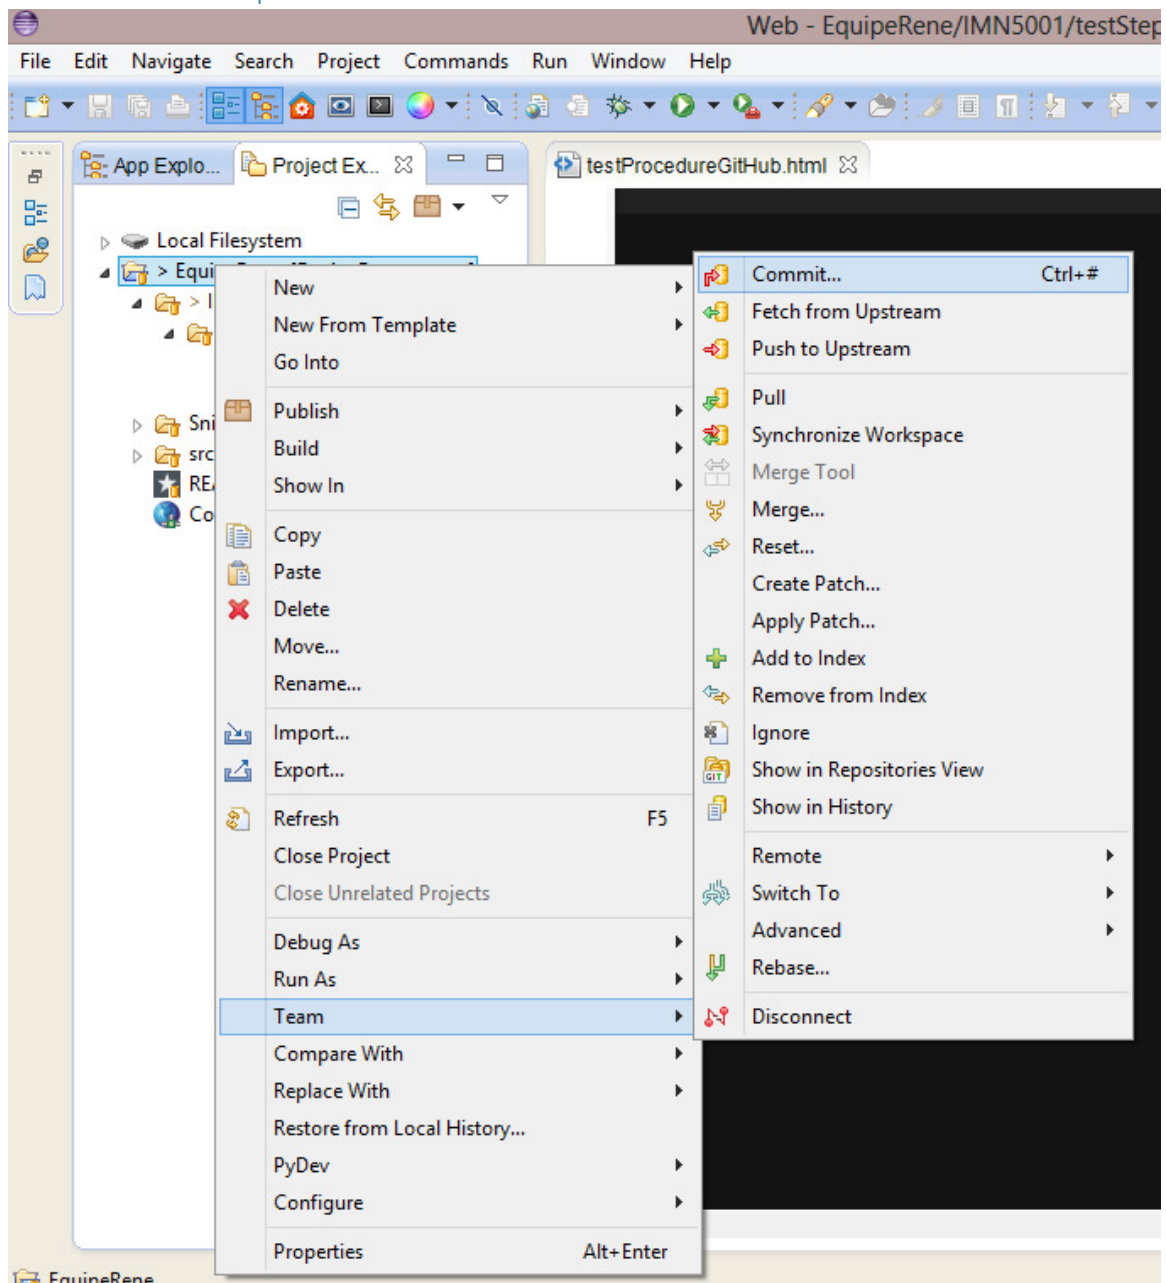 Web - EquipeRene/IMN5001/testStep
File Edit Navigate Search Project Commands Run Window Help
App Explo... Project Ex... testProcedureGitHub.html
Local Filesystem
> Equi
> I
Sni
src
RE
Co
New
New From Template
Go Into
Publish
Build
Show In
Copy
Paste
Delete
Move...
Rename...
Import...
Export...
Refresh F5
Close Project
Close Unrelated Projects
Debug As
Run As
Team
Compare With
Replace With
Restore from Local History...
PyDev
Configure
Properties Alt+Enter
Commit... Ctrl+#
Fetch from Upstream
Push to Upstream
Pull
Synchronize Workspace
Merge Tool
Merge...
Reset...
Create Patch...
Apply Patch...
Add to Index
Remove from Index
Ignore
GIT Show in Repositories View
Show in History
Remote
Switch To
Advanced
Rebase...
Disconnect
EquipeRene